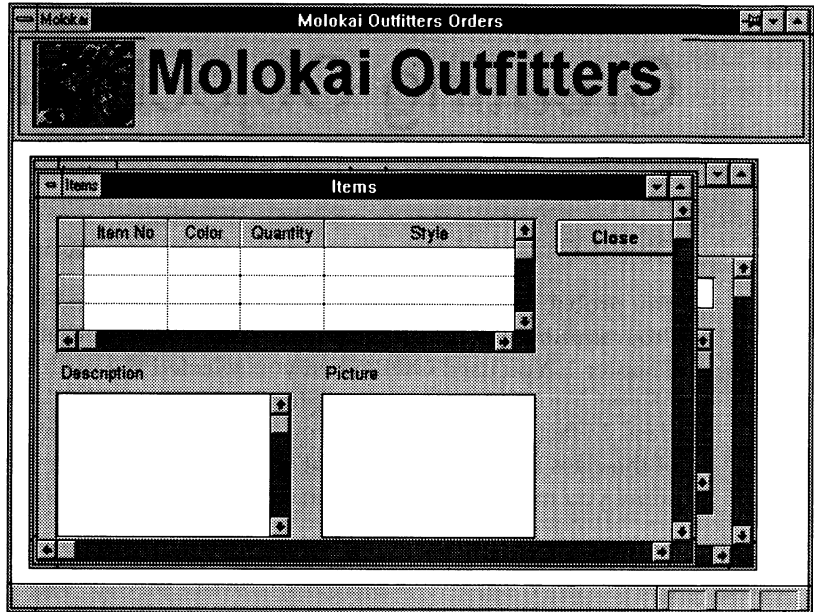 Molokai
Molokai Outfitters Orders
Molokai Outfitters
Items
Items
Item No Color Quantity Style
Close
Description Picture